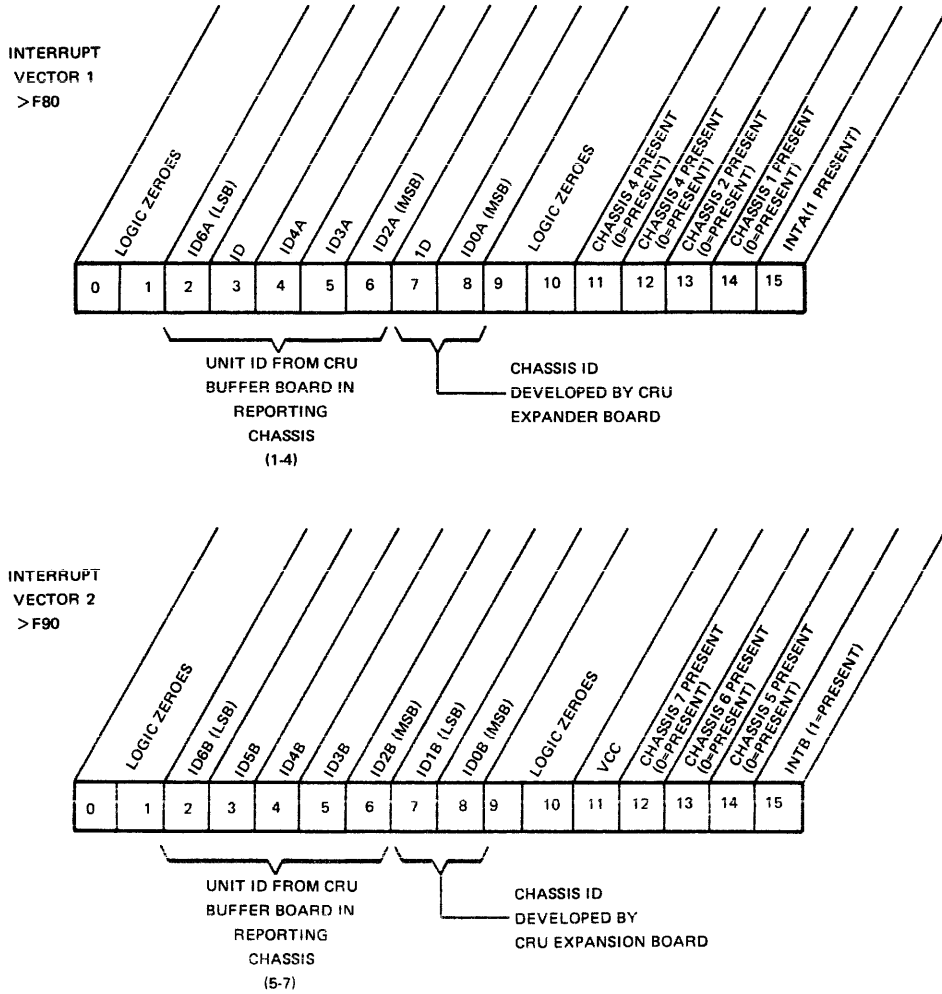 INTERRUPT
VECTOR 1
>F80
LOGIC ZEROES
ID6A (LSB)
ID
ID4A
ID3A
ID2A (MSB)
1D
ID0A (MSB)
LOGIC ZEROES
CHASSIS 4 PRESENT
(0=PRESENT)
CHASSIS 4 PRESENT
(0=PRESENT)
CHASSIS 2 PRESENT
(0=PRESENT)
CHASSIS 1 PRESENT
(0=PRESENT)
INTA(1 PRESENT)
0 1 2 3 4 5 6 7 8 9 10 11 12 13 14 15
UNIT ID FROM CRU
BUFFER BOARD IN
REPORTING
CHASSIS
(1-4)
CHASSIS ID
DEVELOPED BY CRU
EXPANDER BOARD
INTERRUPT
VECTOR 2
>F90
LOGIC ZEROES
ID6B (LSB)
ID5B
ID4B
ID3B
ID2B (MSB)
ID1B (LSB)
ID0B (MSB)
LOGIC ZEROES
VCC
CHASSIS 7 PRESENT
(0=PRESENT)
CHASSIS 6 PRESENT
(0=PRESENT)
CHASSIS 5 PRESENT
(0=PRESENT)
INTB (1=PRESENT)
0 1 2 3 4 5 6 7 8 9 10 11 12 13 14 15
UNIT ID FROM CRU
BUFFER BOARD IN
REPORTING
CHASSIS
(5-7)
CHASSIS ID
DEVELOPED BY
CRU EXPANSION BOARD